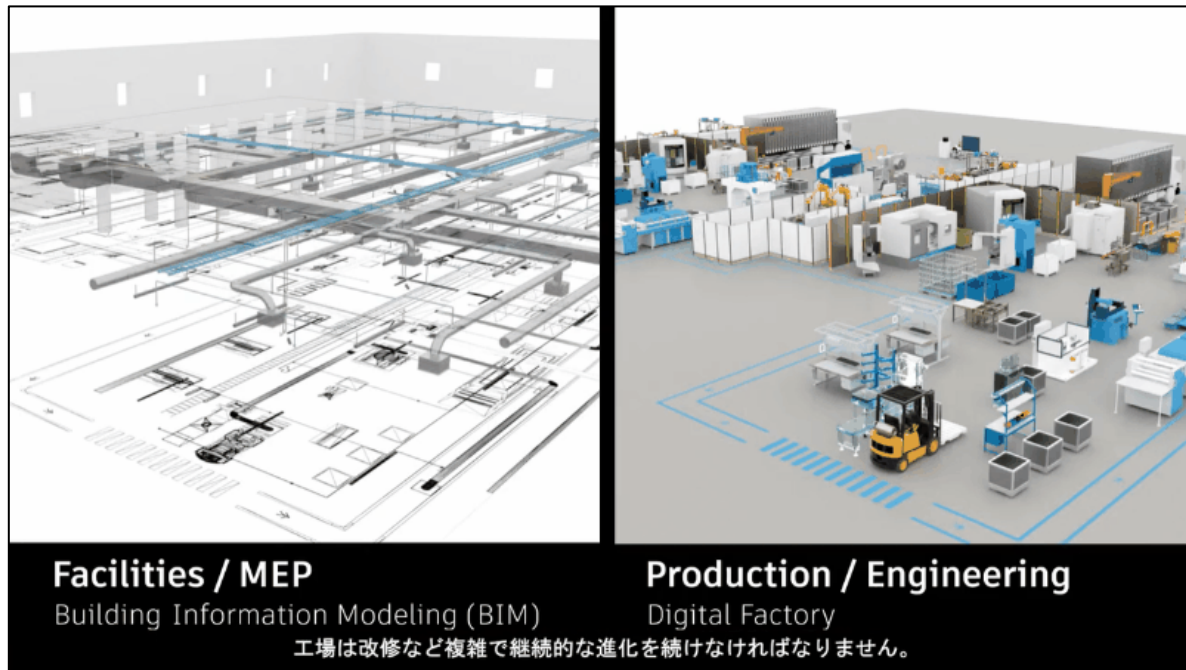 Facilities / MEP
Building Information Modeling (BIM)
Production / Engineering
Digital Factory
工場は改修など複雑で継続的な進化を続けなければなりません。